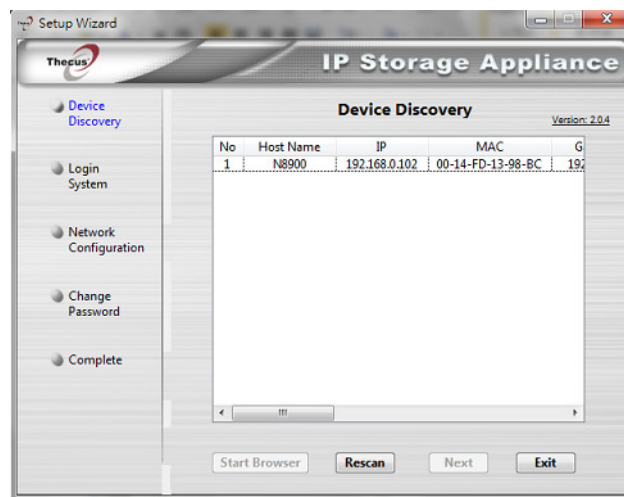 Setup Wizard
Thecus
IP Storage Appliance
Device
Discovery
Login
System
Network
Configuration
Change
Password
Complete
Device Discovery
Version: 2.0.4
No Host Name IP MAC G
1 N8900 192.168.0.102 00-14-FD-13-98-BC 192
Start Browser Rescan Next Exit